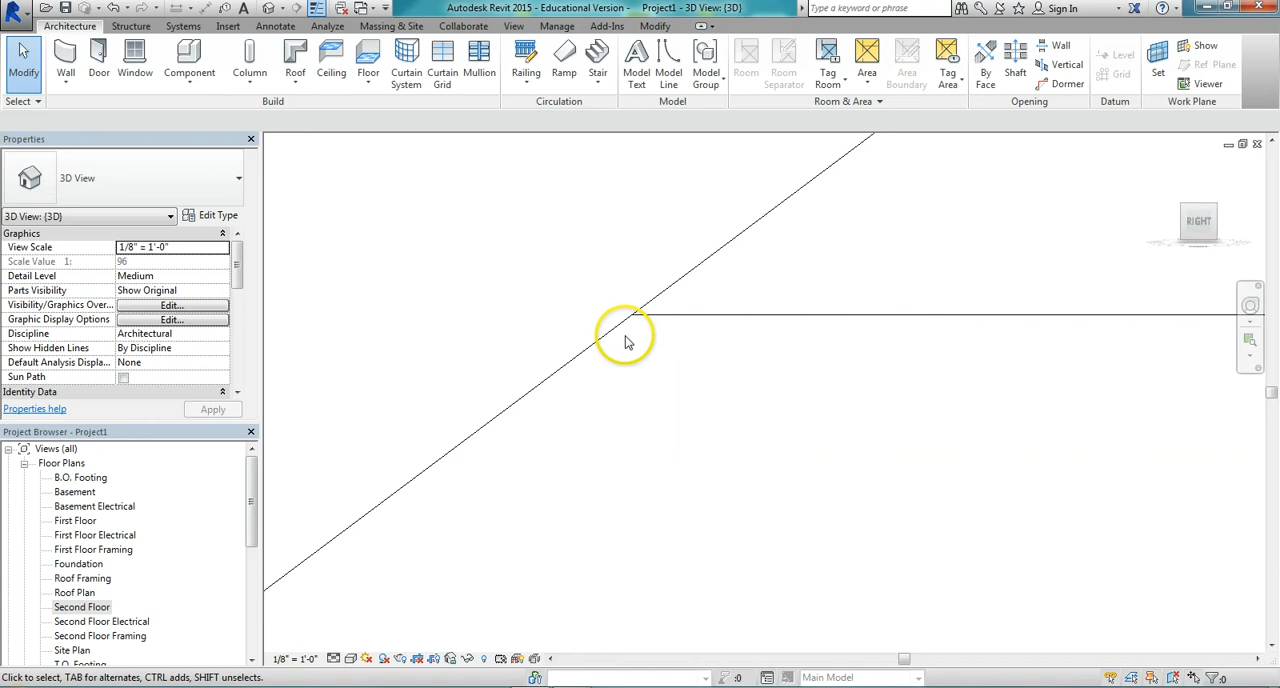 Autodesk Revit 2015 - Educational Version - Project1 - 3D View: {3D}
Type a keyword or phrase
Sign In
Architecture Structure Systems Insert Annotate Analyze Massing & Site Collaborate View Manage Add-Ins Modify
Modify Wall Door Window Component Column Roof Ceiling Floor Curtain System Curtain Grid Mullion Railing Ramp Stair Model Text Model Line Model Group Room Room Separator Tag Room Area Area Boundary Tag Area By Face Shaft Wall Vertical Dormer Level Grid Set Show Ref Plane Viewer
Select Build Circulation Model Room & Area Opening Datum Work Plane
Properties
3D View
3D View: {3D} Edit Type
Graphics
View Scale 1/8" = 1'-0"
Scale Value 1: 96
Detail Level Medium
Parts Visibility Show Original
Visibility/Graphics Over... Edit...
Graphic Display Options Edit...
Discipline Architectural
Show Hidden Lines By Discipline
Default Analysis Displa... None
Sun Path
Identity Data
Properties help Apply
Project Browser - Project1
Views (all)
Floor Plans
B.O. Footing
Basement
Basement Electrical
First Floor
First Floor Electrical
First Floor Framing
Foundation
Roof Framing
Roof Plan
Second Floor
Second Floor Electrical
Second Floor Framing
Site Plan
T.O. Footing
RIGHT
1/8" = 1'-0"
Click to select, TAB for alternates, CTRL adds, SHIFT unselects.
:0
Main Model
:0